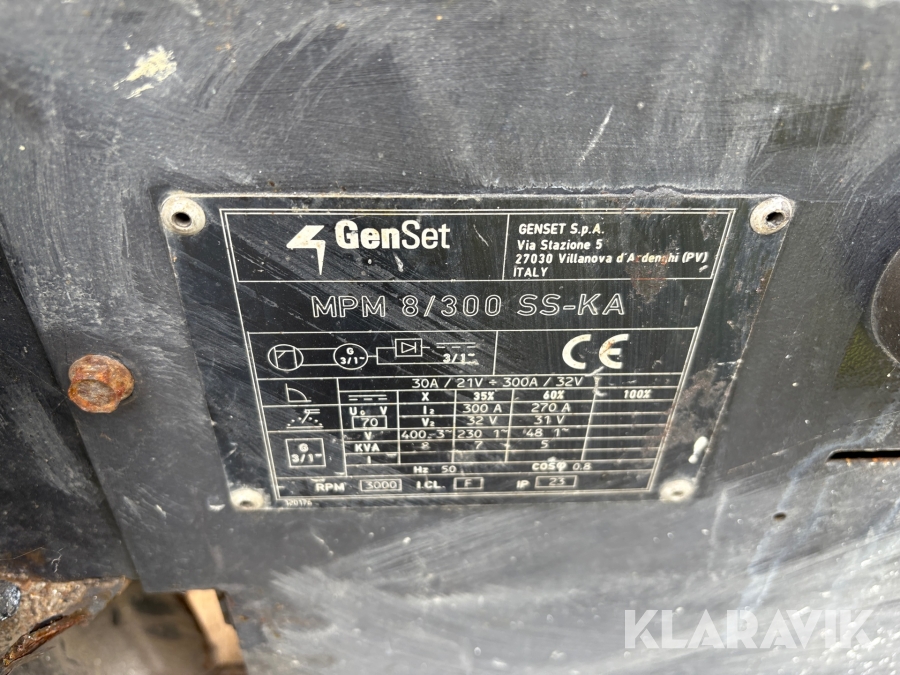 GenSet
GENSET S.p.A.
Via Stazione 5
27030 Villanova d'Ardenghi (PV)
ITALY
MPM 8/300 SS-KA
G 3/1~ 3/1~ CE
30A / 21V ÷ 300A / 32V
X 35% 60% 100%
U₀ V I₂ 300 A 270 A
70 V₂ 32 V 31 V
V 400 3~ 230 1~ 48 1~
G 3/1~ KVA 8 7 5
I
Hz 50 cosφ 0.8
RPM 3000 I.CL. F IP 23
KLARAVIK